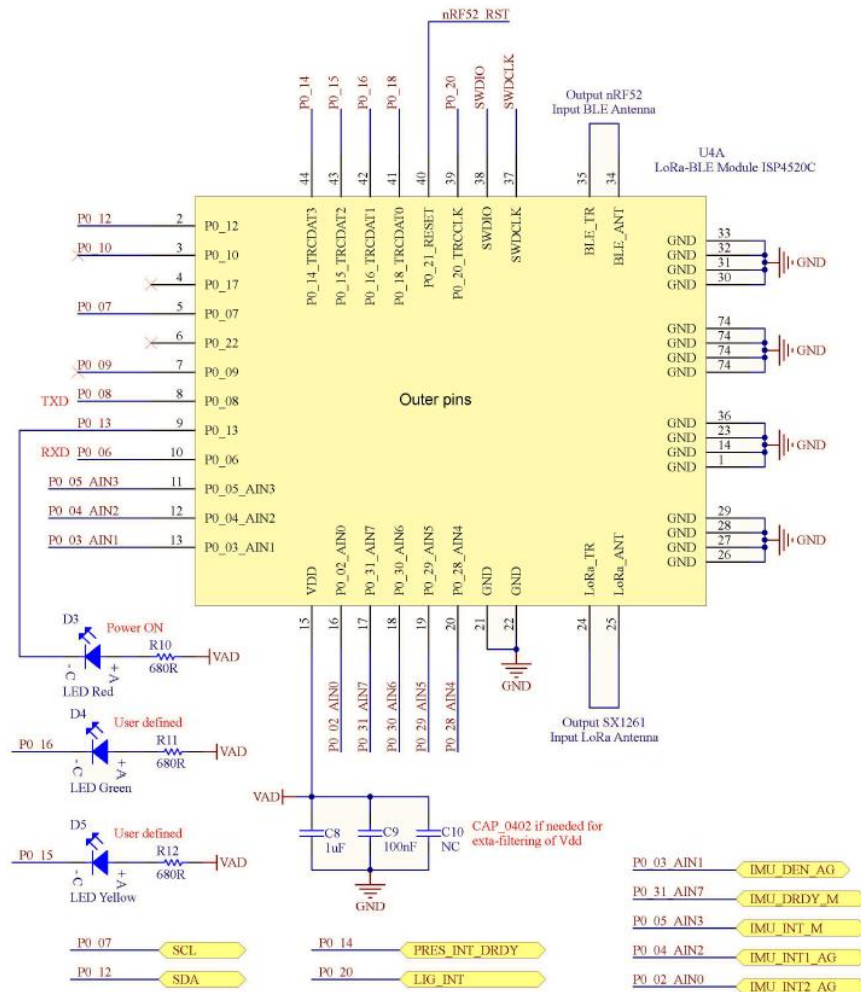 nRF52_RST
P0_14
P0_15
P0_16
P0_18
P0_20
SWDIO
SWDCLK
Output nRF52
Input BLE Antenna
U4A
LoRa-BLE Module ISP4520C
44
43
42
41
40
39
38
37
35
34
P0_14_TRCDAT3
P0_15_TRCDAT2
P0_16_TRCDAT1
P0_18_TRCDAT0
P0_21_RESET
P0_20_TRCCLK
SWDIO
SWDCLK
BLE_TR
BLE_ANT
P0_12 2 P0_12
P0_10 3 P0_10
4 P0_17
P0_07 5 P0_07
6 P0_22
P0_09 7 P0_09
TXD P0_08 8 P0_08
P0_13 9 P0_13
RXD P0_06 10 P0_06
P0_05_AIN3 11 P0_05_AIN3
P0_04_AIN2 12 P0_04_AIN2
P0_03_AIN1 13 P0_03_AIN1
Outer pins
GND 33
GND 32
GND 31
GND 30
GND
GND 74
GND 74
GND 74
GND 74
GND
GND 36
GND 23
GND 14
GND 1
GND
GND 29
GND 28
GND 27
GND 26
GND
VDD
P0_02_AIN0
P0_31_AIN7
P0_30_AIN6
P0_29_AIN5
P0_28_AIN4
GND
GND
LoRa_TR
LoRa_ANT
15
16
17
18
19
20
21
22
24
25
P0_02_AIN0
P0_31_AIN7
P0_30_AIN6
P0_29_AIN5
P0_28_AIN4
GND
Output SX1261
Input LoRa Antenna
D3
Power ON
R10
680R
VAD
- C
+ A
LED Red
D4
User defined
P0_16
R11
680R
VAD
- C
+ A
LED Green
D5
User defined
P0_15
R12
680R
VAD
- C
+ A
LED Yellow
VAD
C8
1uF
C9
100nF
C10
NC
GND
CAP_0402 if needed for
exta-filtering of Vdd
P0_07 SCL
P0_12 SDA
P0_14 PRES_INT_DRDY
P0_20 LIG_INT
P0_03_AIN1 IMU_DEN_AG
P0_31_AIN7 IMU_DRDY_M
P0_05_AIN3 IMU_INT_M
P0_04_AIN2 IMU_INT1_AG
P0_02_AIN0 IMU_INT2_AG